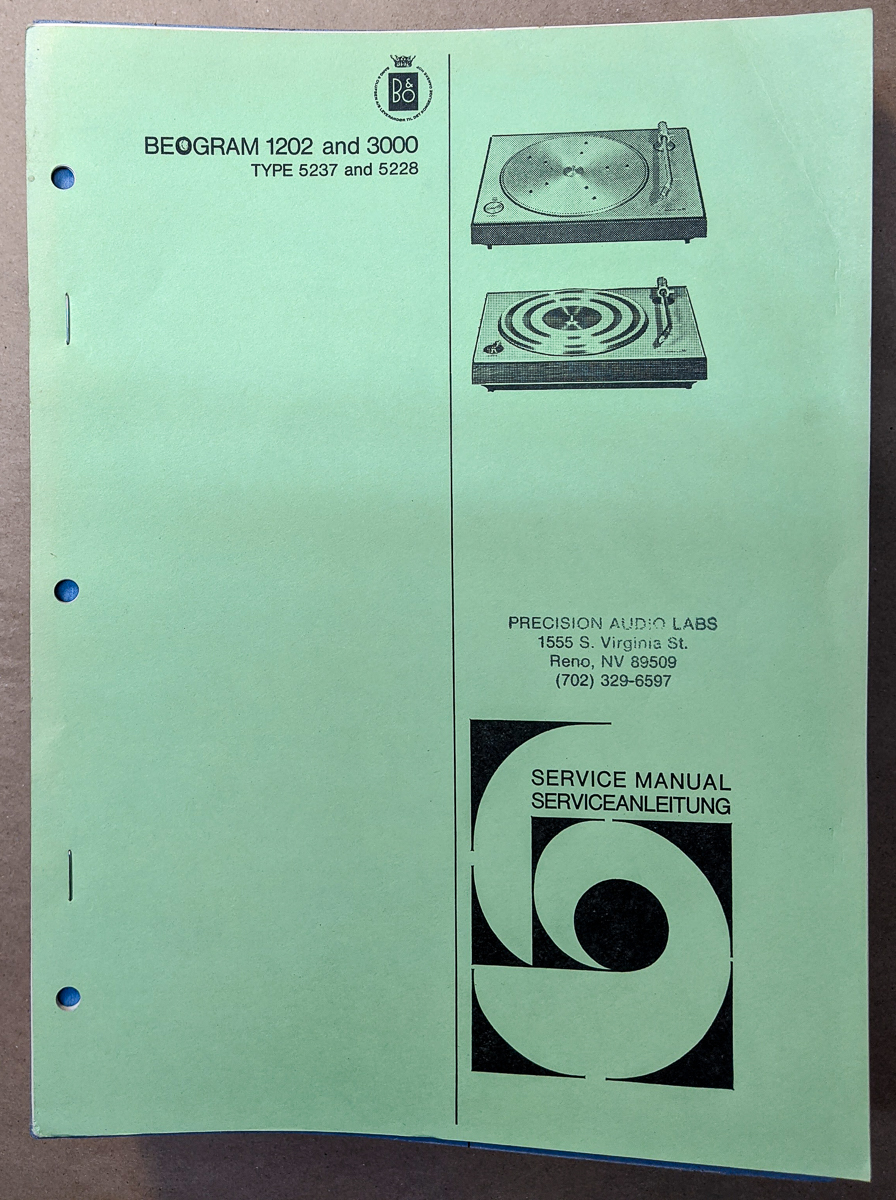 B&O
BEOGRAM 1202 and 3000
TYPE 5237 and 5228
PRECISION AUDIO LABS
1555 S. Virginia St.
Reno, NV 89509
(702) 329-6597
SERVICE MANUAL
SERVICEANLEITUNG